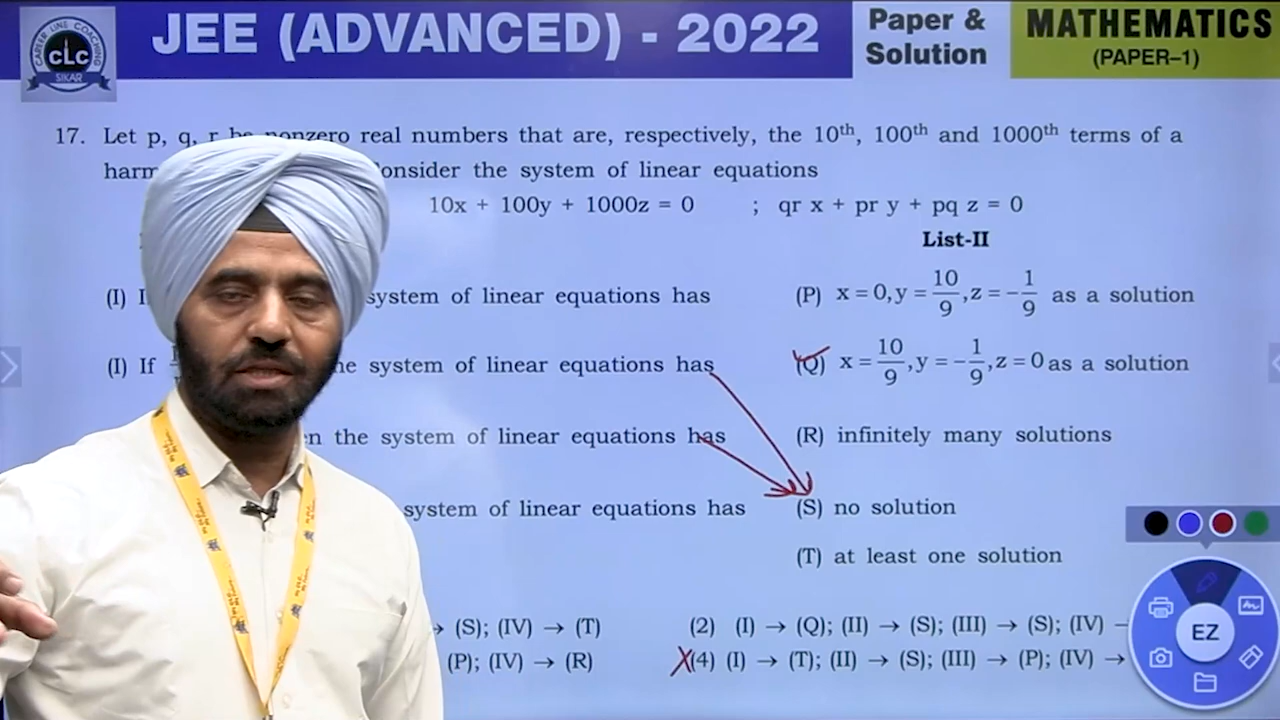 CAREER LINE COACHING
CLC
SIKAR
JEE (ADVANCED) - 2022
Paper &
Solution
MATHEMATICS
(PAPER–1)
17. Let p, q, r be nonzero real numbers that are, respectively, the 10th, 100th and 1000th terms of a
harm onsider the system of linear equations
10x + 100y + 1000z = 0 ; qr x + pr y + pq z = 0
List-II
(I) I system of linear equations has (P) x = 0, y = 10/9, z = -1/9 as a solution
(I) If he system of linear equations has (Q) x = 10/9, y = -1/9, z = 0 as a solution
n the system of linear equations has (R) infinitely many solutions
system of linear equations has (S) no solution
(T) at least one solution
→ (S); (IV) → (T) (2) (I) → (Q); (II) → (S); (III) → (S); (IV) –
(P); (IV) → (R) (4) (I) → (T); (II) → (S); (III) → (P); (IV) →
EZ